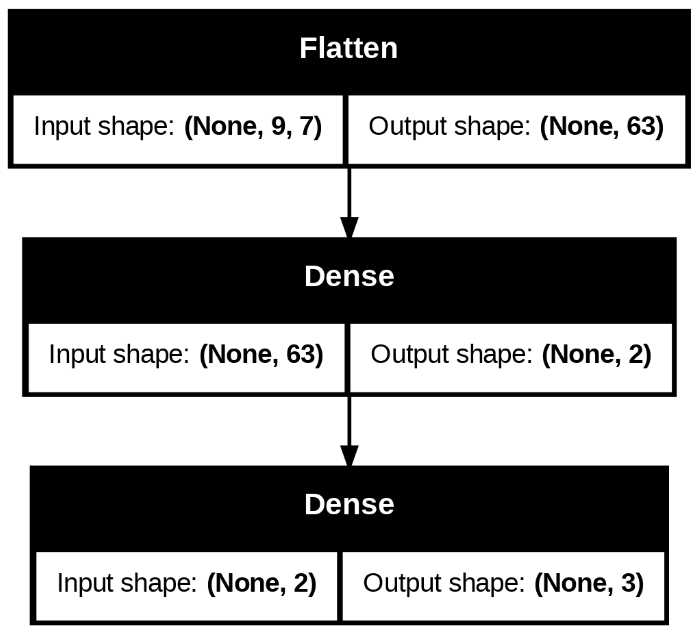 Flatten
Input shape: (None, 9, 7) Output shape: (None, 63)
Dense
Input shape: (None, 63) Output shape: (None, 2)
Dense
Input shape: (None, 2) Output shape: (None, 3)